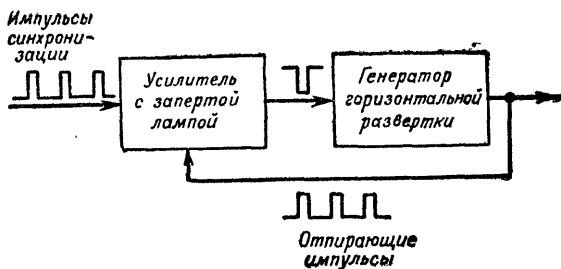 Импульсы
синхрони-
зации
Усилитель
с запертой
лампой
Генератор
горизонтальной
развертки
Отпирающие
импульсы